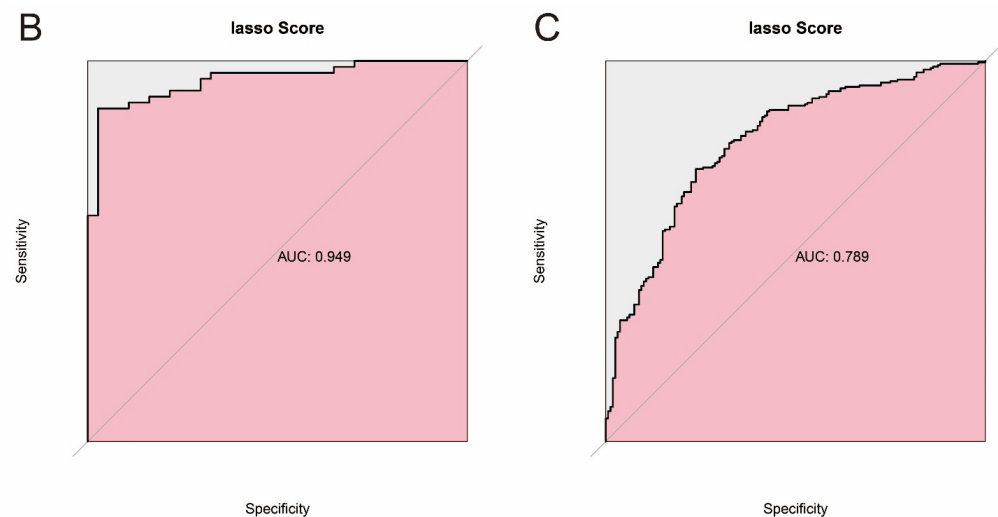 B
lasso Score
Sensitivity
AUC: 0.949
Specificity
C
lasso Score
Sensitivity
AUC: 0.789
Specificity